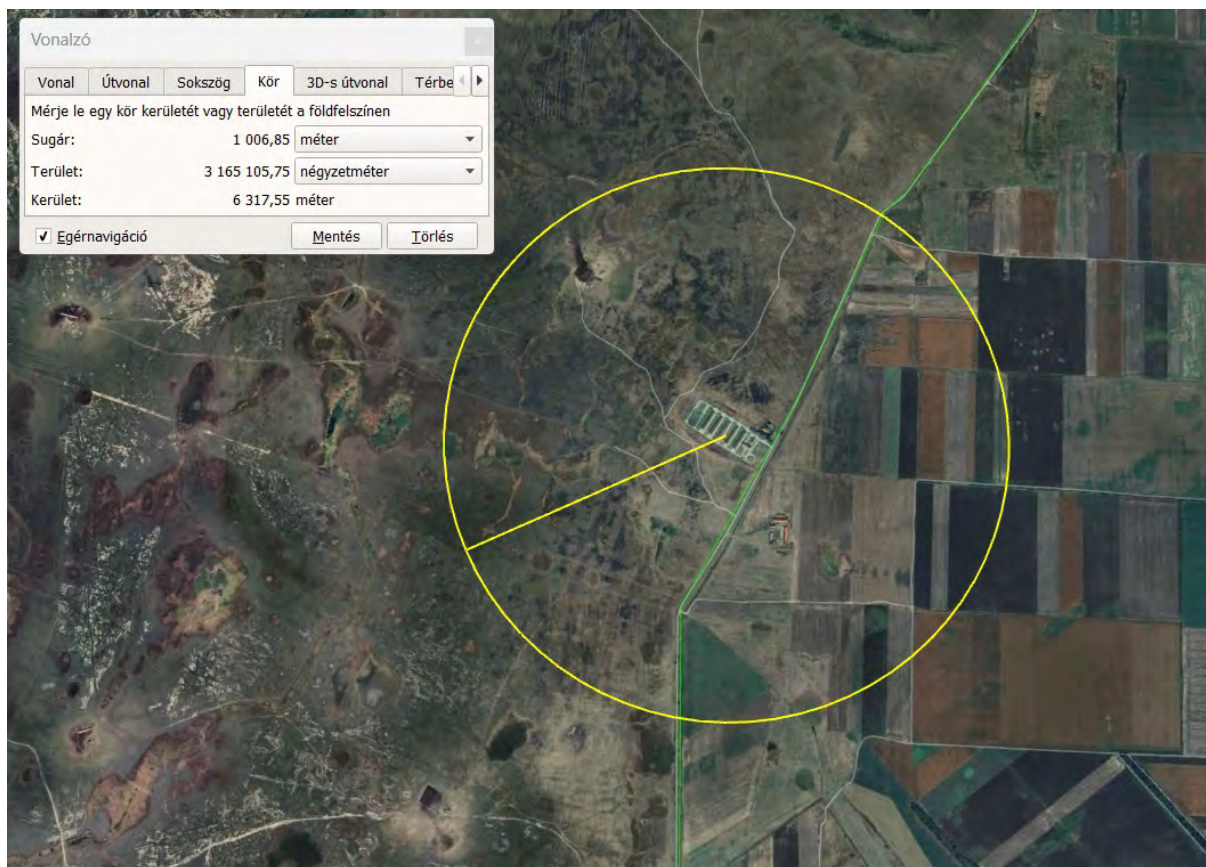 Vonalzó
Vonal Útvonal Sokszög Kör 3D-s útvonal Térbe
Mérje le egy kör kerületét vagy területét a földfelszínen
Sugár: 1 006,85 méter
Terület: 3 165 105,75 négyzetméter
Kerület: 6 317,55 méter
Egérnavigáció Mentés Törlés